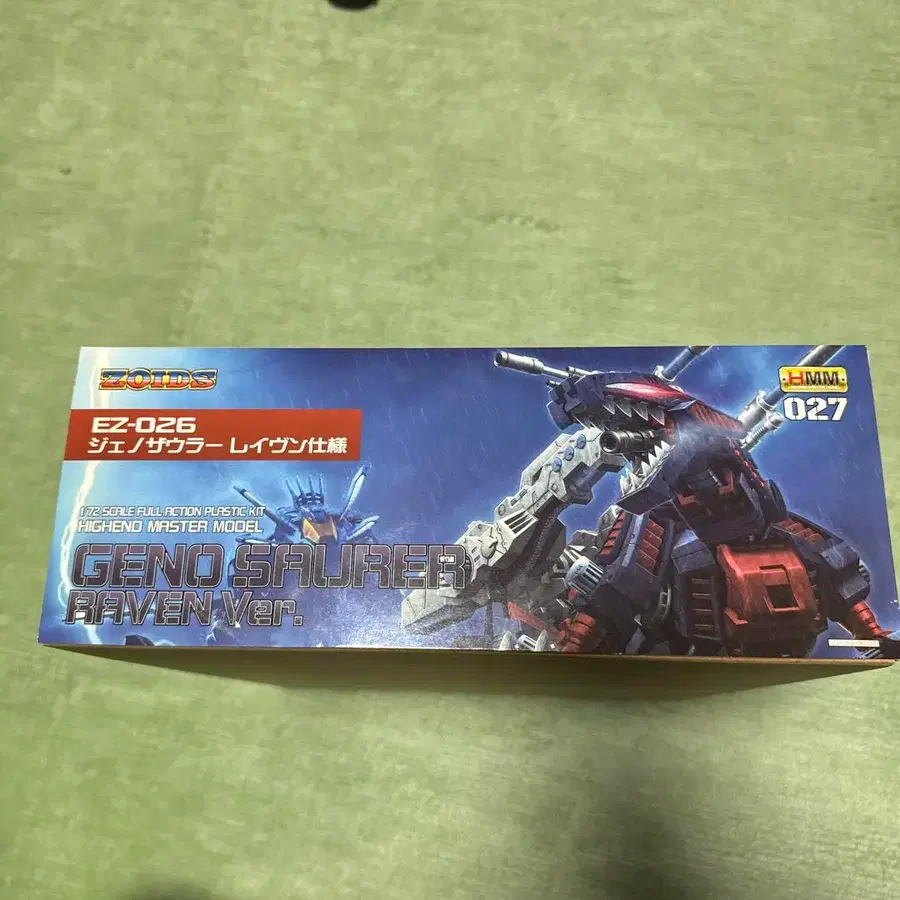 ZOIDS
EZ-026
ジェノザウラー レイヴン仕様
1/72 SCALE FULL ACTION PLASTIC KIT
HIGHEND MASTER MODEL
GENO SAURER
RAVEN Ver.
HMM
027